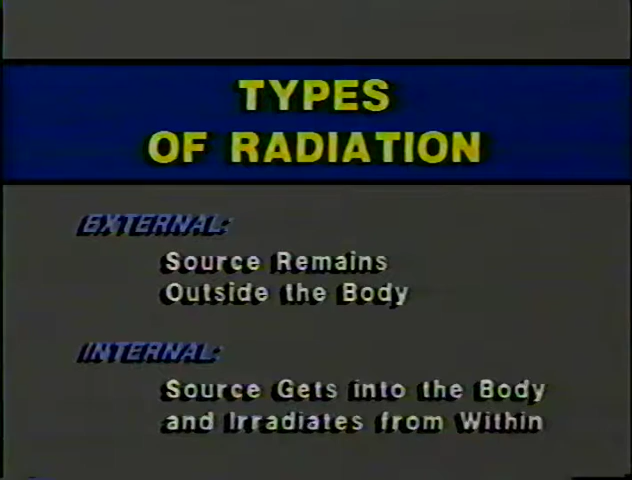 TYPES
OF RADIATION
EXTERNAL:
Source Remains
Outside the Body
INTERNAL:
Source Gets into the Body
and Irradiates from Within